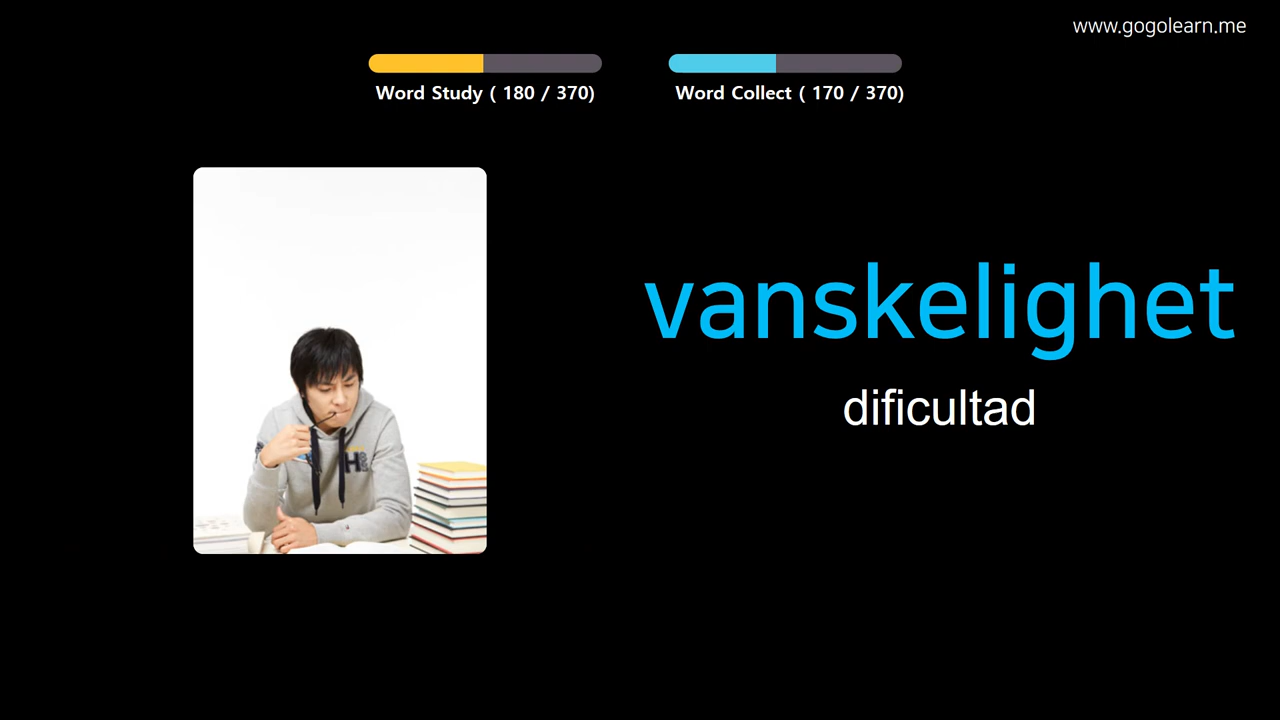 www.gogolearn.me
Word Study ( 180 / 370)
Word Collect ( 170 / 370)
vanskelighet
dificultad
H